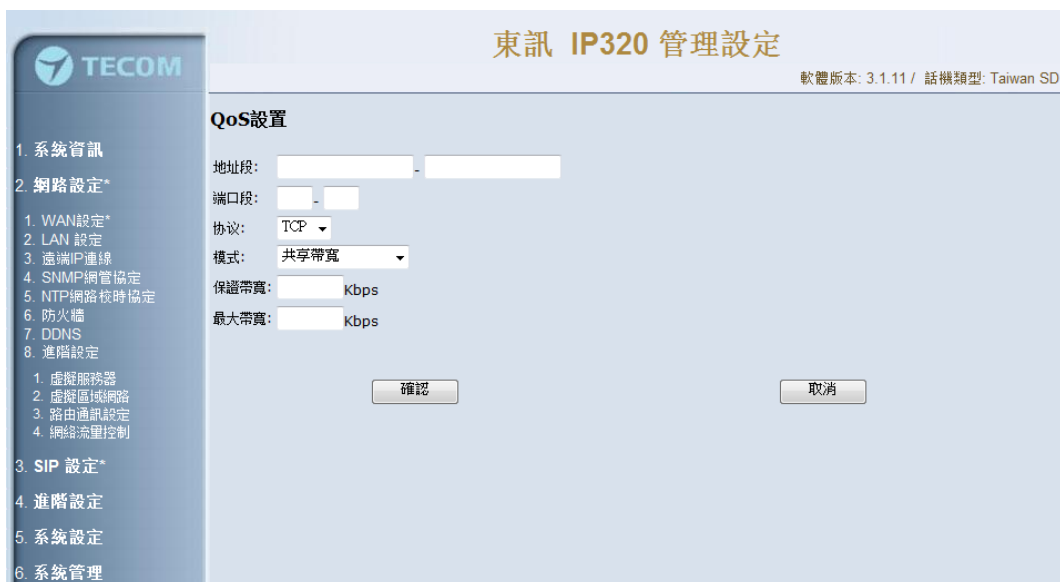 TECOM
東訊 IP320 管理設定
軟體版本: 3.1.11 / 話機類型: Taiwan SD
1. 系統資訊
2. 網路設定*
1. WAN設定*
2. LAN 設定
3. 遠端IP連線
4. SNMP網管協定
5. NTP網路校時協定
6. 防火牆
7. DDNS
8. 進階設定
1. 虛擬服務器
2. 虛擬區域網路
3. 路由通訊設定
4. 網絡流量控制
3. SIP 設定*
4. 進階設定
5. 系統設定
6. 系統管理
QoS設置
地址段: -
端口段: -
协议: TCP
模式: 共享帶寬
保證帶寬: Kbps
最大帶寬: Kbps
確認 取消